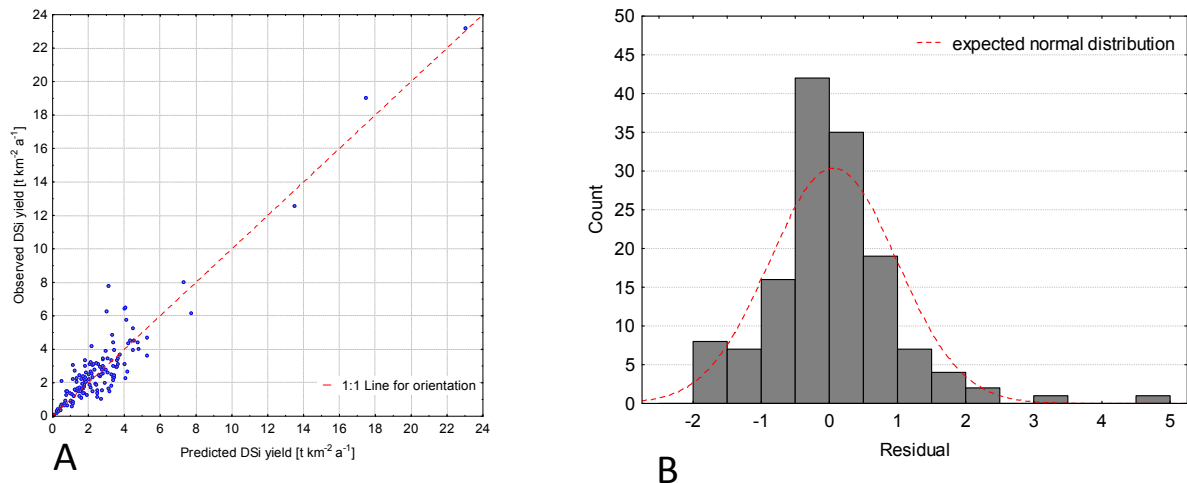 24
22
20
18
16
14
12
10
8
6
4
2
0
Observed DSi yield [t km-2 a-1]
1:1 Line for orientation
0 2 4 6 8 10 12 14 16 18 20 22 24
Predicted DSi yield [t km-2 a-1]
A
50
45
40
35
30
25
20
15
10
5
0
Count
expected normal distribution
-2 -1 0 1 2 3 4 5
Residual
B